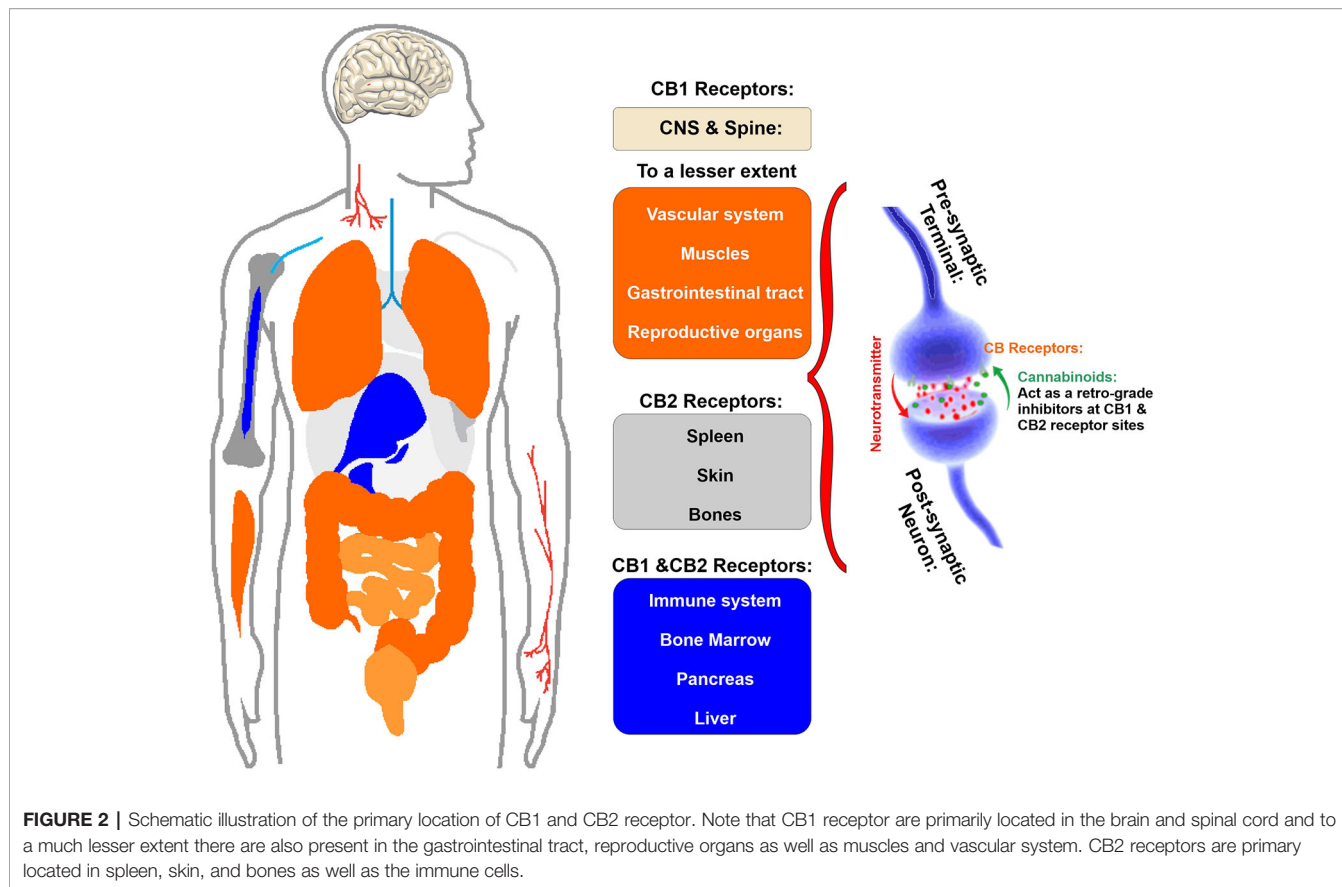 CB1 Receptors:
CNS & Spine:
To a lesser extent
Vascular system
Muscles
Gastrointestinal tract
Reproductive organs
CB2 Receptors:
Spleen
Skin
Bones
CB1 &CB2 Receptors:
Immune system
Bone Marrow
Pancreas
Liver
Pre-synaptic
Terminal:
Neurotransmitter
CB Receptors:
Cannabinoids:
Act as a retro-grade
inhibitors at CB1 &
CB2 receptor sites
Post-synaptic
Neuron:
FIGURE 2 | Schematic illustration of the primary location of CB1 and CB2 receptor. Note that CB1 receptor are primarily located in the brain and spinal cord and to
a much lesser extent there are also present in the gastrointestinal tract, reproductive organs as well as muscles and vascular system. CB2 receptors are primary
located in spleen, skin, and bones as well as the immune cells.